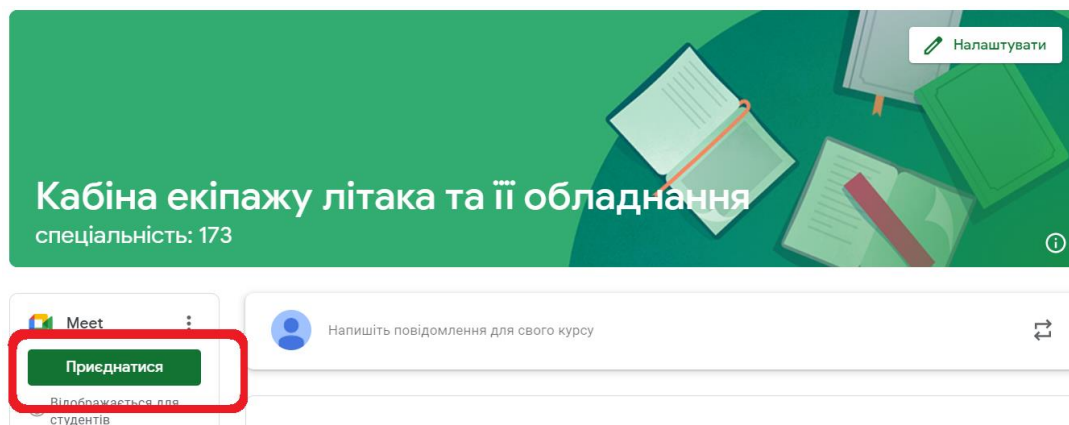 Налаштувати
Кабіна екіпажу літака та її обладнання
спеціальність: 173
Meet
Напишіть повідомлення для свого курсу
Приєднатися
Відображається для
студентів